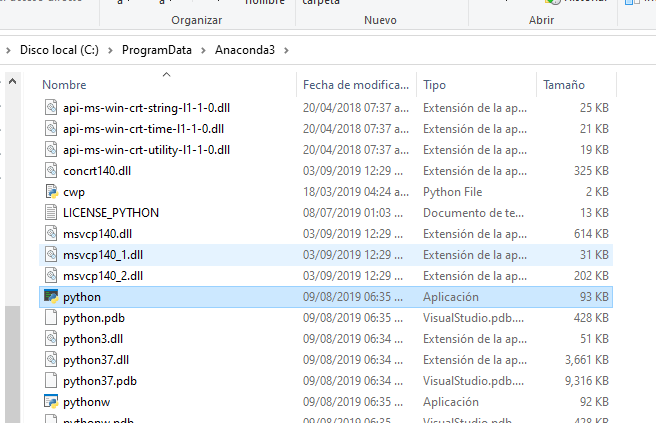 Organizar
Nuevo
Abrir
Disco local (C:) > ProgramData > Anaconda3 >
Nombre Fecha de modifica... Tipo Tamaño
api-ms-win-crt-string-l1-1-0.dll 20/04/2018 07:37 a... Extensión de la ap... 25 KB
api-ms-win-crt-time-l1-1-0.dll 20/04/2018 07:37 a... Extensión de la ap... 21 KB
api-ms-win-crt-utility-l1-1-0.dll 20/04/2018 07:37 a... Extensión de la ap... 19 KB
concrt140.dll 03/09/2019 12:29 ... Extensión de la ap... 325 KB
cwp 18/03/2019 04:24 a... Python File 2 KB
LICENSE_PYTHON 08/07/2019 01:03 ... Documento de te... 13 KB
msvcp140.dll 03/09/2019 12:29 ... Extensión de la ap... 614 KB
msvcp140_1.dll 03/09/2019 12:29 ... Extensión de la ap... 31 KB
msvcp140_2.dll 03/09/2019 12:29 ... Extensión de la ap... 202 KB
python 09/08/2019 06:35 ... Aplicación 93 KB
python.pdb 09/08/2019 06:35 ... VisualStudio.pdb.... 428 KB
python3.dll 09/08/2019 06:34 ... Extensión de la ap... 51 KB
python37.dll 09/08/2019 06:34 ... Extensión de la ap... 3,661 KB
python37.pdb 09/08/2019 06:34 ... VisualStudio.pdb.... 9,316 KB
pythonw 09/08/2019 06:35 ... Aplicación 92 KB
pythonw.pdb 09/08/2019 06:35 ... VisualStudio.pdb.... 428 KB